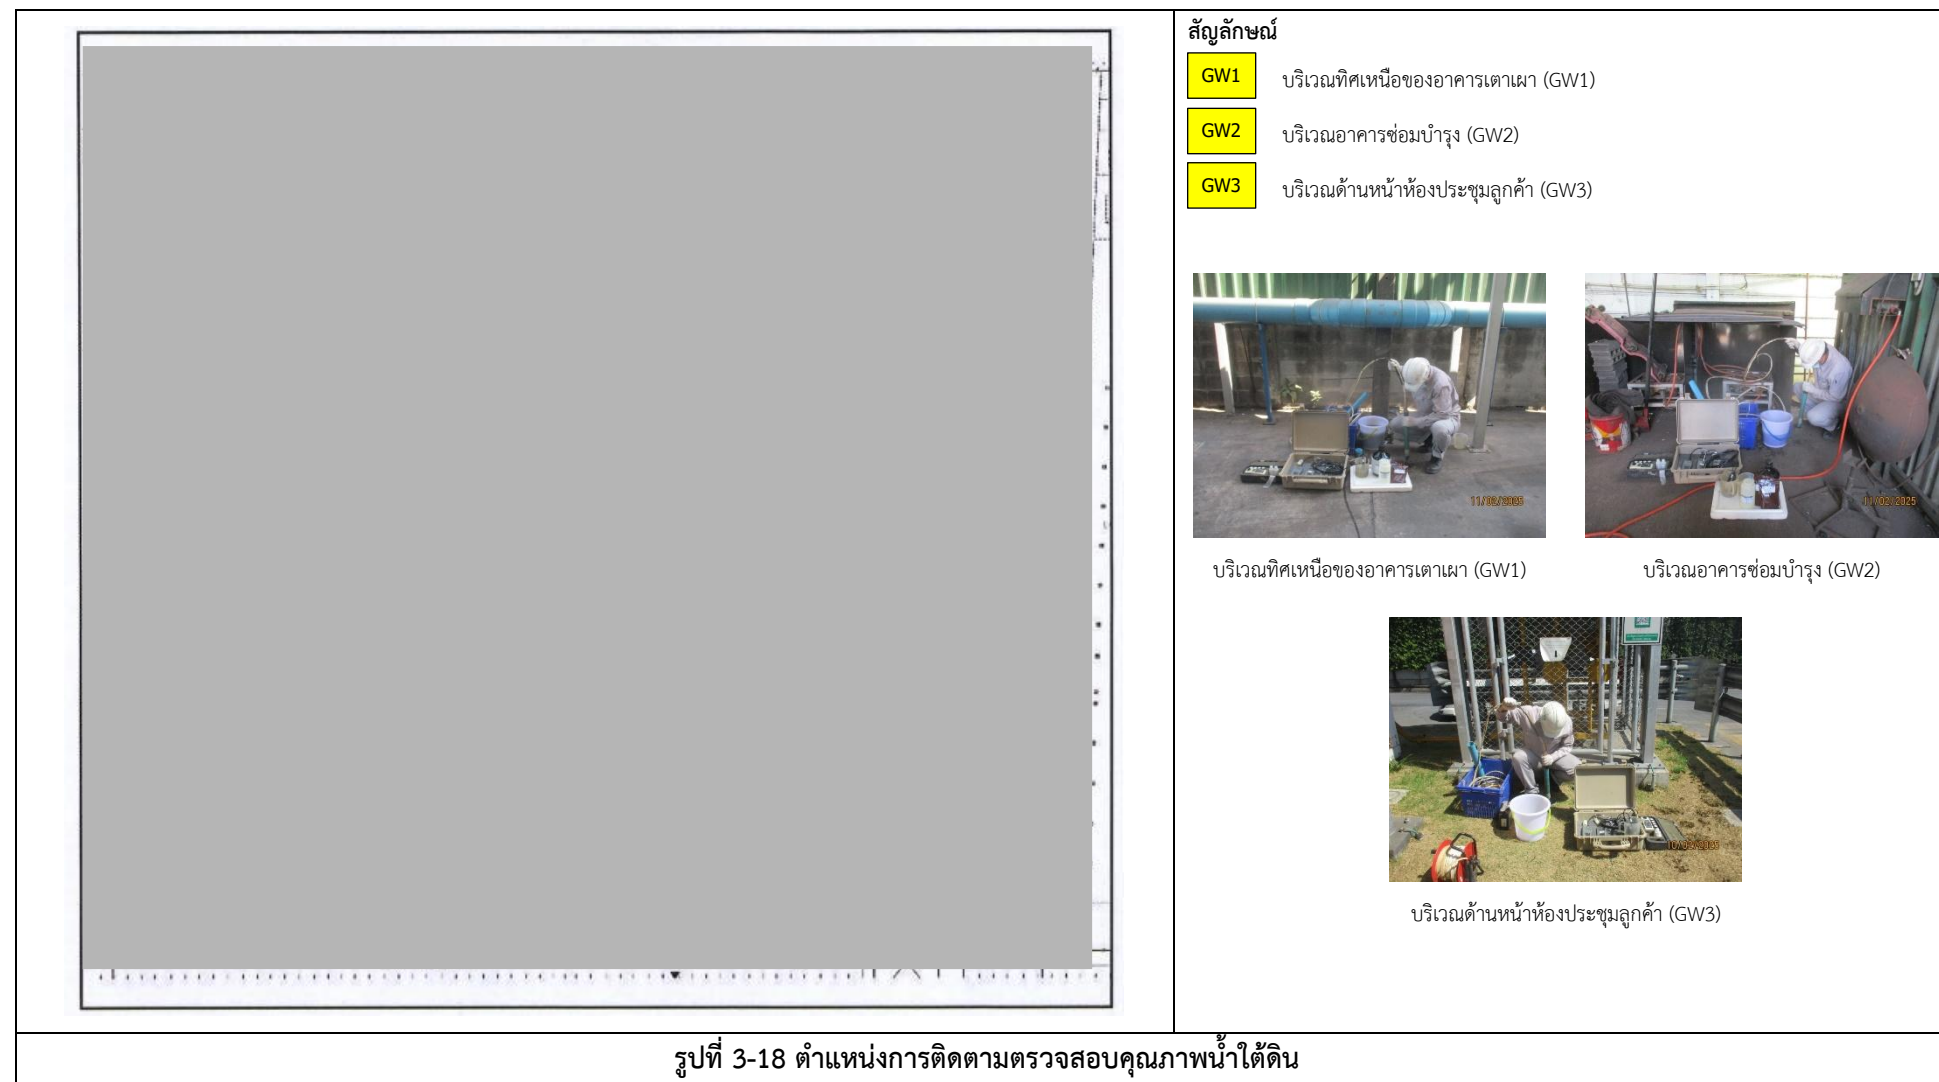 สัญลักษณ์
GW1 บริเวณทิศเหนือของอาคารเตาเผา (GW1)
GW2 บริเวณอาคารซ่อมบำรุง (GW2)
GW3 บริเวณด้านหน้าห้องประชุมลูกค้า (GW3)
11/02/2025
11/02/2025
บริเวณทิศเหนือของอาคารเตาเผา (GW1)
บริเวณอาคารซ่อมบำรุง (GW2)
10/02/2025
บริเวณด้านหน้าห้องประชุมลูกค้า (GW3)
รูปที่ 3-18 ตำแหน่งการติดตามตรวจสอบคุณภาพน้ำใต้ดิน